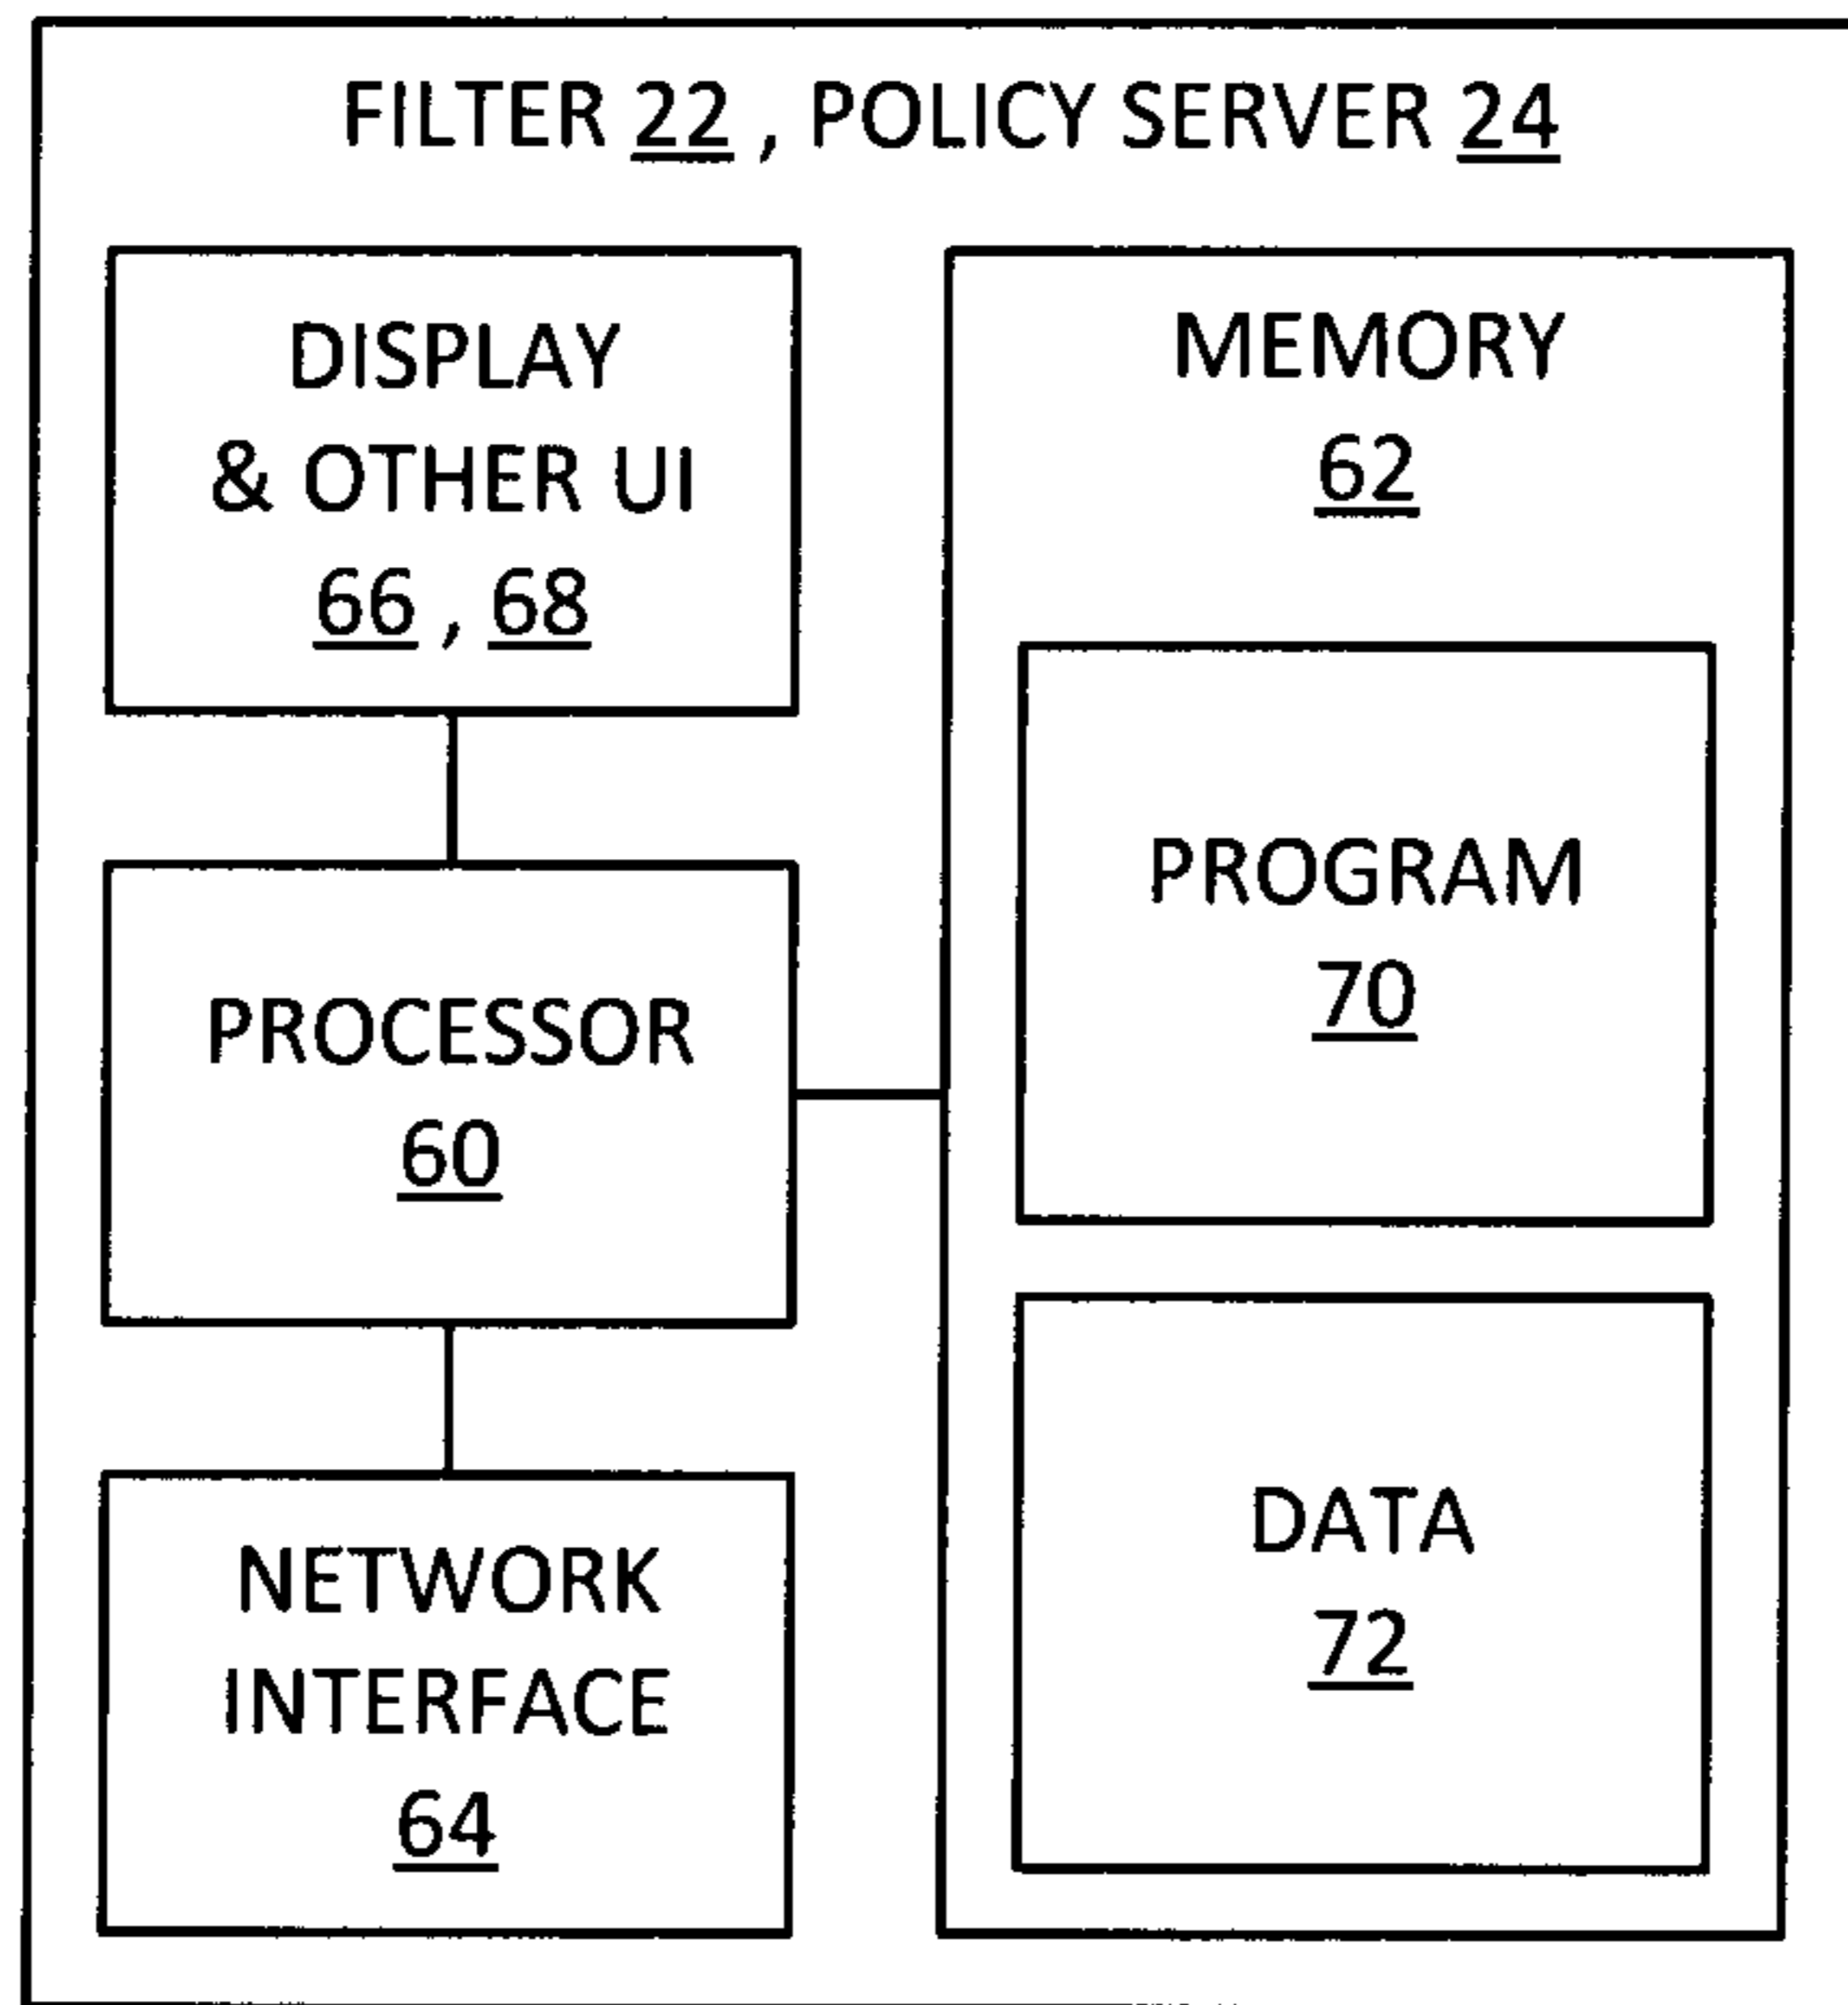 FILTER 22 , POLICY SERVER 24
DISPLAY
& OTHER UI
66 , 68
PROCESSOR
60
NETWORK
INTERFACE
64
MEMORY
62
PROGRAM
70
DATA
72